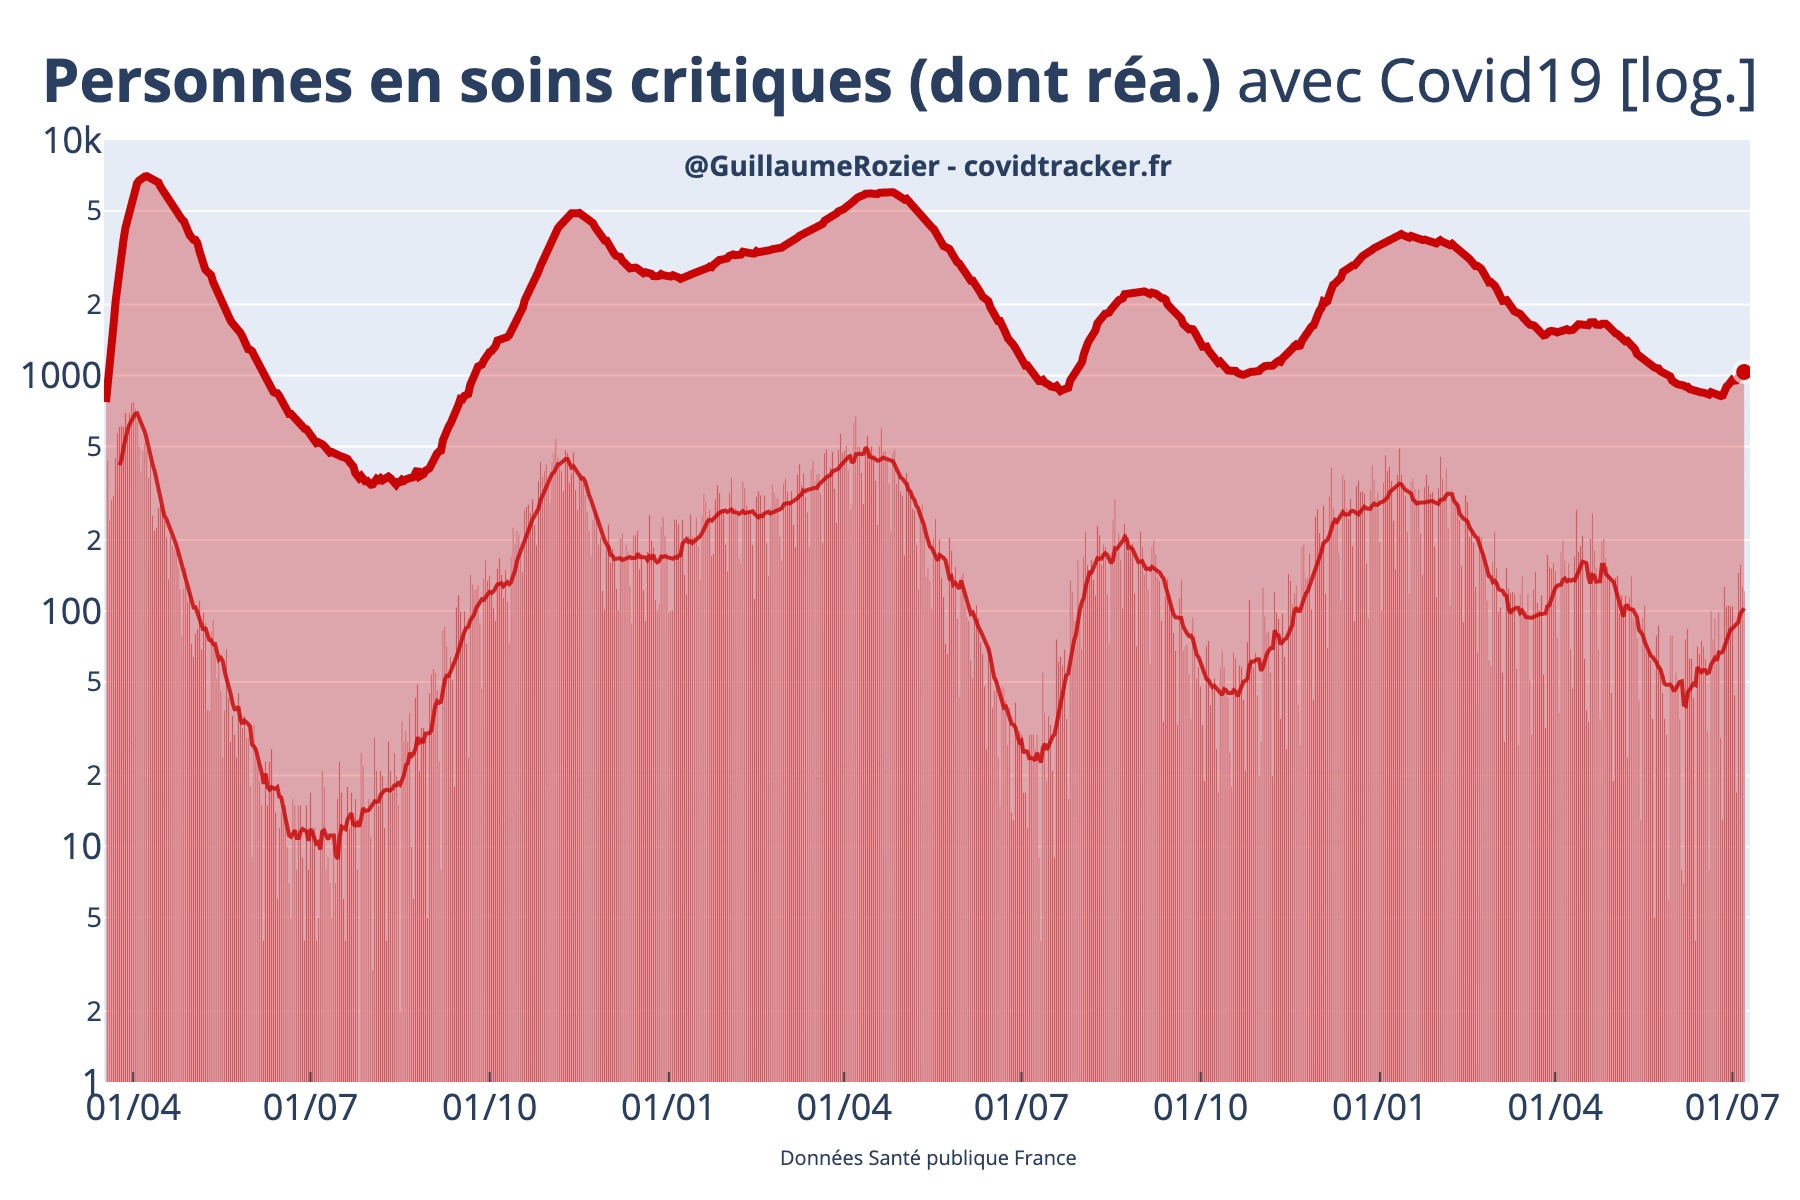 Personnes en soins critiques (dont réa.) avec Covid19 [log.]
@GuillaumeRozier - covidtracker.fr
10k
5
2
1000
5
2
100
5
2
10
5
2
1
01/04 01/07 01/10 01/01 01/04 01/07 01/10 01/01 01/04 01/07
Données Santé publique France